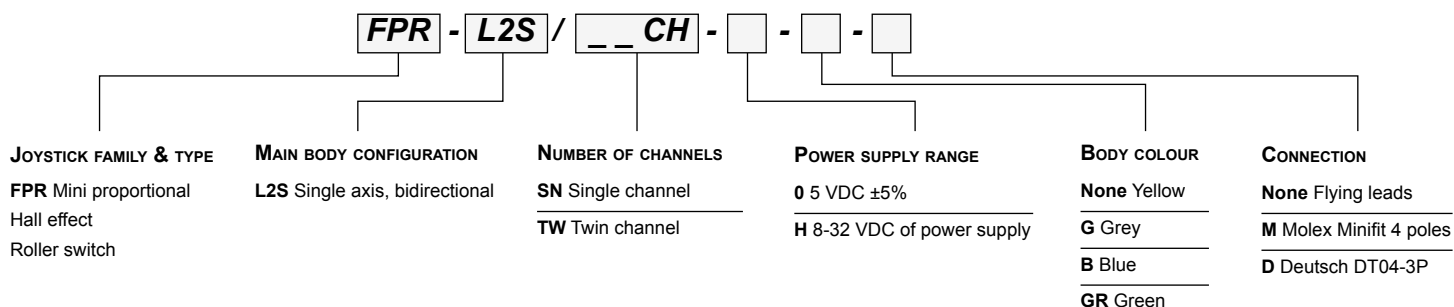 FPR - L2S / _ _ CH - - -
JOYSTICK FAMILY & TYPE
FPR Mini proportional
Hall effect
Roller switch
MAIN BODY CONFIGURATION
L2S Single axis, bidirectional
NUMBER OF CHANNELS
SN Single channel
TW Twin channel
POWER SUPPLY RANGE
0 5 VDC ±5%
H 8-32 VDC of power supply
BODY COLOUR
None Yellow
G Grey
B Blue
GR Green
CONNECTION
None Flying leads
M Molex Minifit 4 poles
D Deutsch DT04-3P